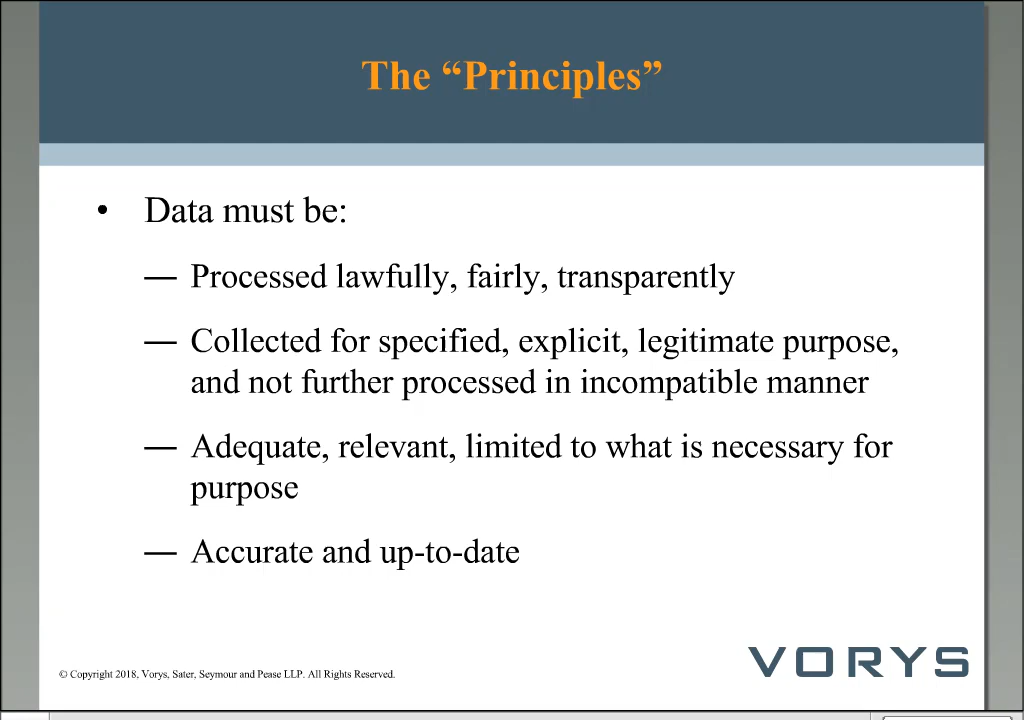 The “Principles”
• Data must be:
— Processed lawfully, fairly, transparently
— Collected for specified, explicit, legitimate purpose,
and not further processed in incompatible manner
— Adequate, relevant, limited to what is necessary for
purpose
— Accurate and up-to-date
© Copyright 2018, Vorys, Sater, Seymour and Pease LLP. All Rights Reserved.
VORYS